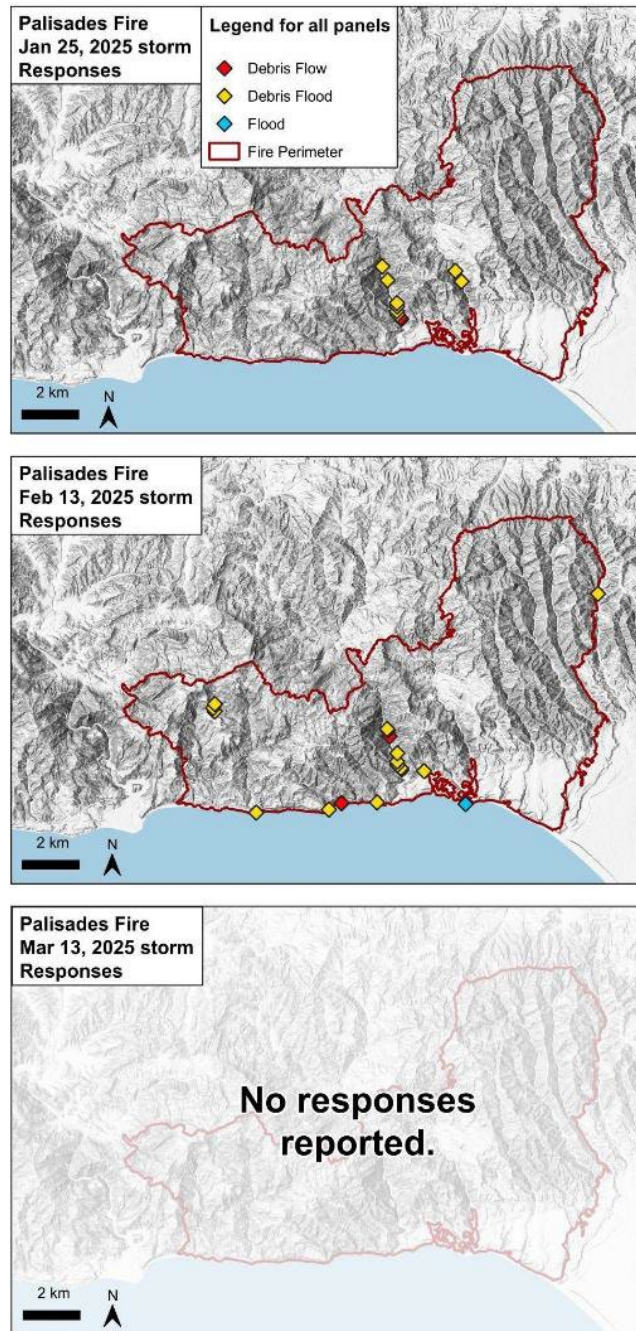 Palisades Fire
Jan 25, 2025 storm
Responses
Legend for all panels
Debris Flow
Debris Flood
Flood
Fire Perimeter
2 km
N
Palisades Fire
Feb 13, 2025 storm
Responses
2 km
N
Palisades Fire
Mar 13, 2025 storm
Responses
No responses
reported.
2 km
N